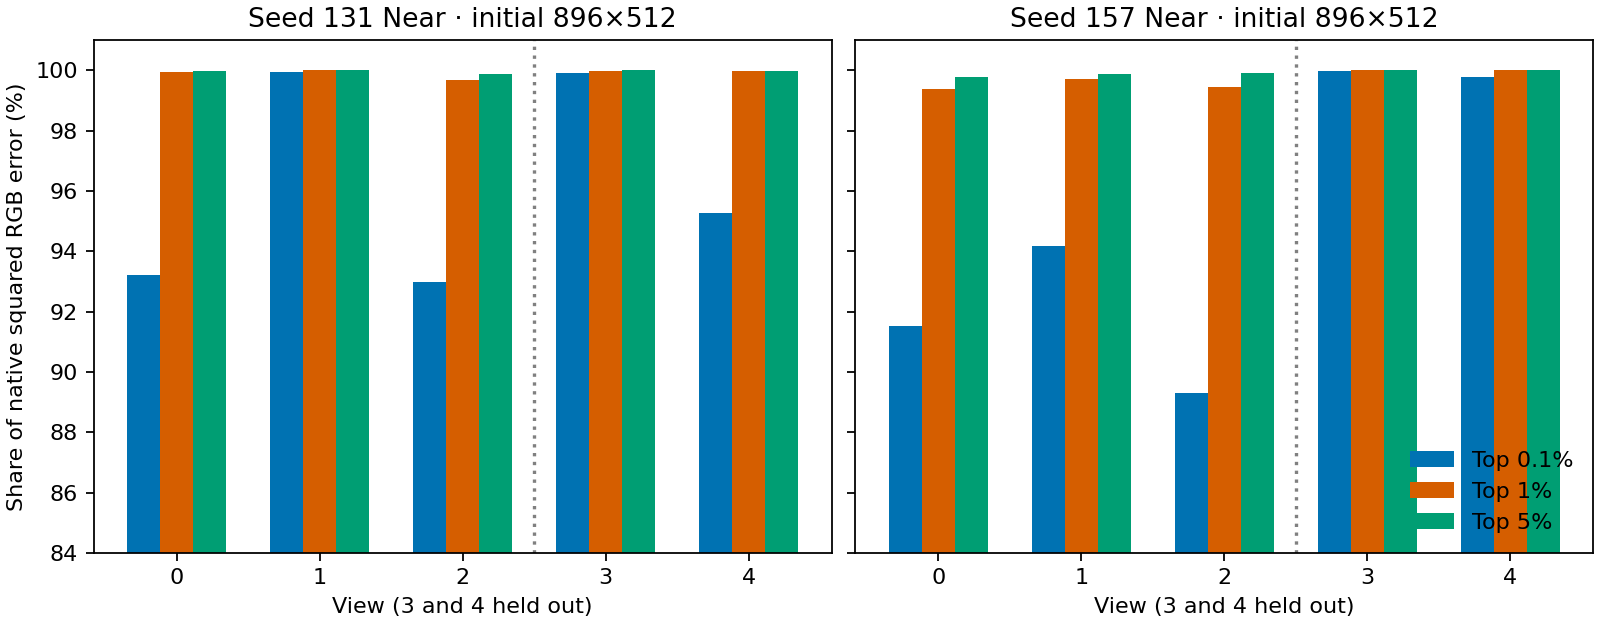 Seed 131 Near · initial 896×512
Seed 157 Near · initial 896×512
Share of native squared RGB error (%)
100
98
96
94
92
90
88
86
84
0 1 2 3 4
0 1 2 3 4
View (3 and 4 held out)
View (3 and 4 held out)
Top 0.1%
Top 1%
Top 5%